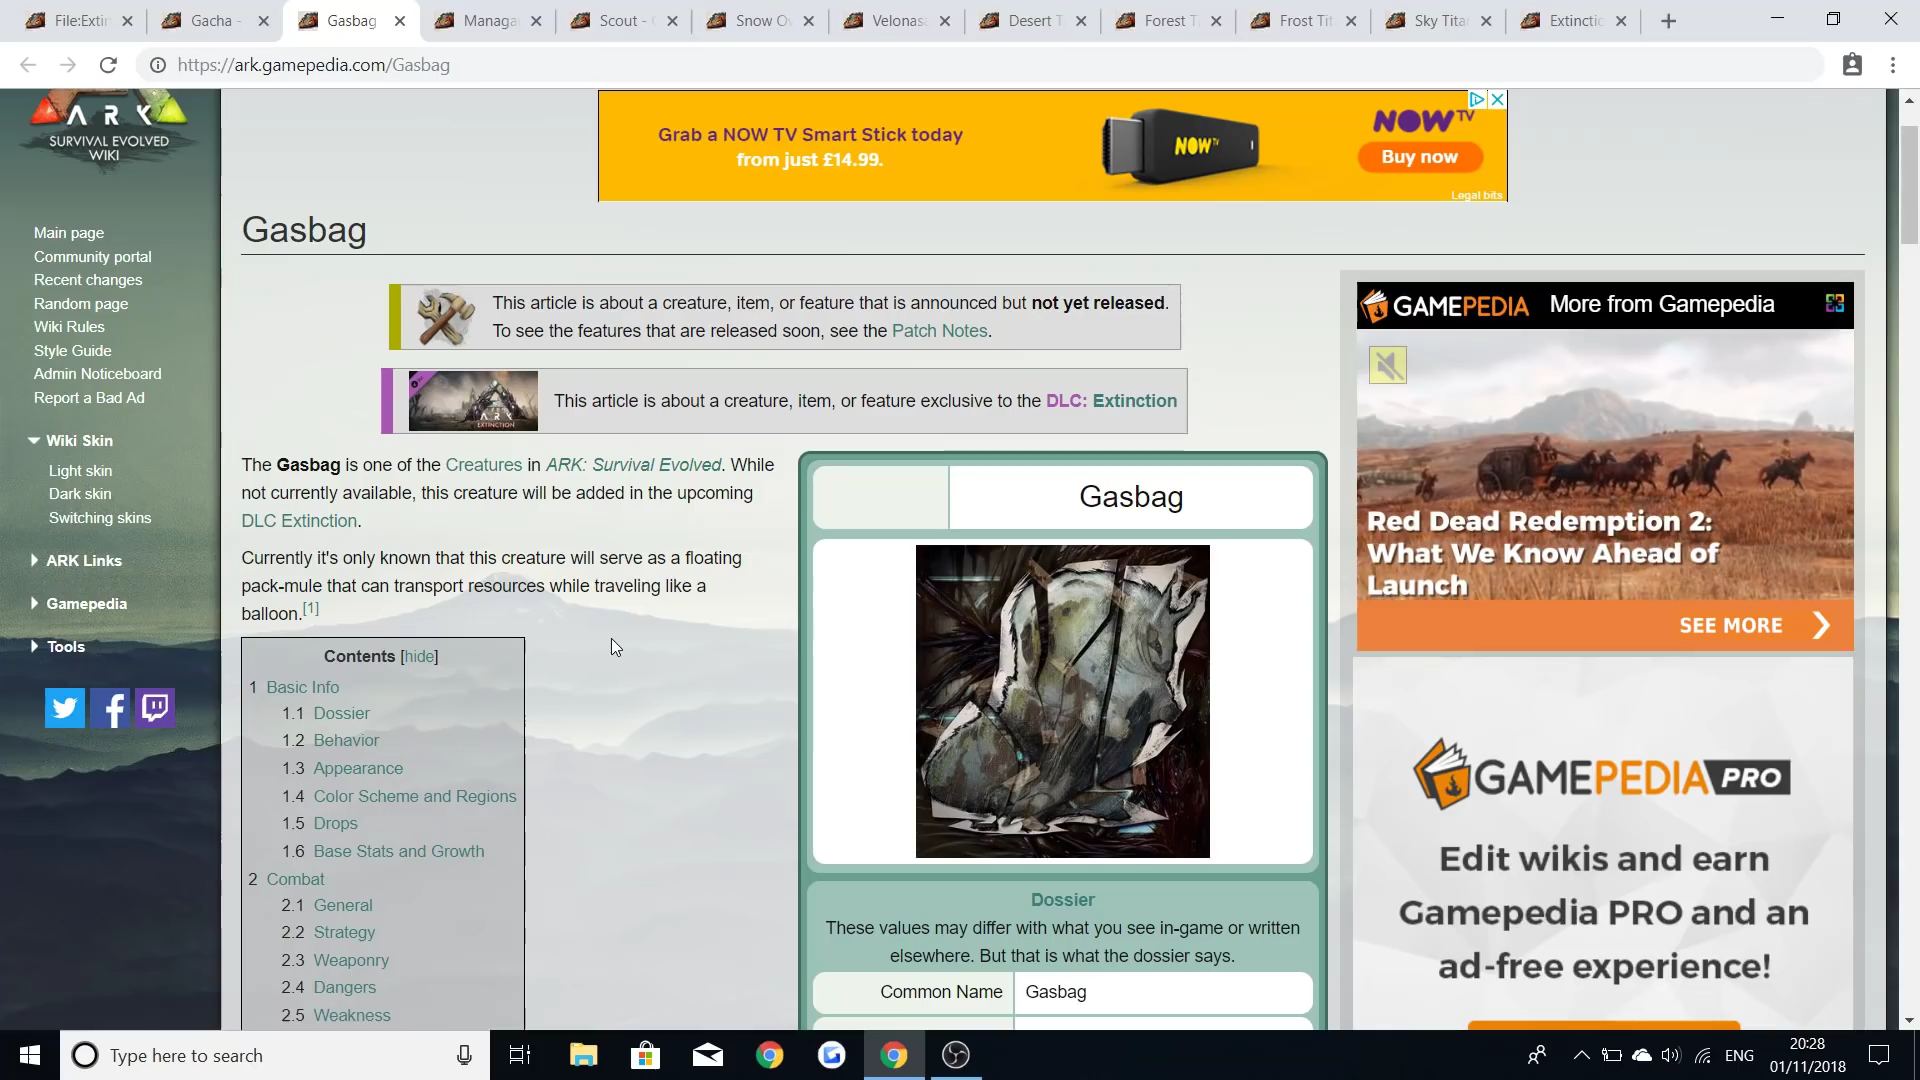 File:Extin
Gacha -
Gasbag
Managa
Scout -
Snow Ow
Velonas
Desert T
Forest T
Frost Tit
Sky Tita
Extinctio
https://ark.gamepedia.com/Gasbag
ARK
SURVIVAL EVOLVED
WIKI
Main page
Community portal
Recent changes
Random page
Wiki Rules
Style Guide
Admin Noticeboard
Report a Bad Ad
Wiki Skin
Light skin
Dark skin
Switching skins
ARK Links
Gamepedia
Tools
Grab a NOW TV Smart Stick today
from just £14.99.
NOW
NOW TV
Buy now
Legal bits
Gasbag
This article is about a creature, item, or feature that is announced but not yet released.
To see the features that are released soon, see the Patch Notes.
ARK
EXTINCTION
This article is about a creature, item, or feature exclusive to the DLC: Extinction
The Gasbag is one of the Creatures in ARK: Survival Evolved. While
not currently available, this creature will be added in the upcoming
DLC Extinction.
Currently it's only known that this creature will serve as a floating
pack-mule that can transport resources while traveling like a
balloon.[1]
Contents [hide]
1 Basic Info
1.1 Dossier
1.2 Behavior
1.3 Appearance
1.4 Color Scheme and Regions
1.5 Drops
1.6 Base Stats and Growth
2 Combat
2.1 General
2.2 Strategy
2.3 Weaponry
2.4 Dangers
2.5 Weakness
Gasbag
Dossier
These values may differ with what you see in-game or written
elsewhere. But that is what the dossier says.
Common Name Gasbag
GAMEPEDIA More from Gamepedia
Red Dead Redemption 2:
What We Know Ahead of
Launch
SEE MORE
GAMEPEDIA PRO
Edit wikis and earn
Gamepedia PRO and an
ad-free experience!
Type here to search
ENG
20:28
01/11/2018